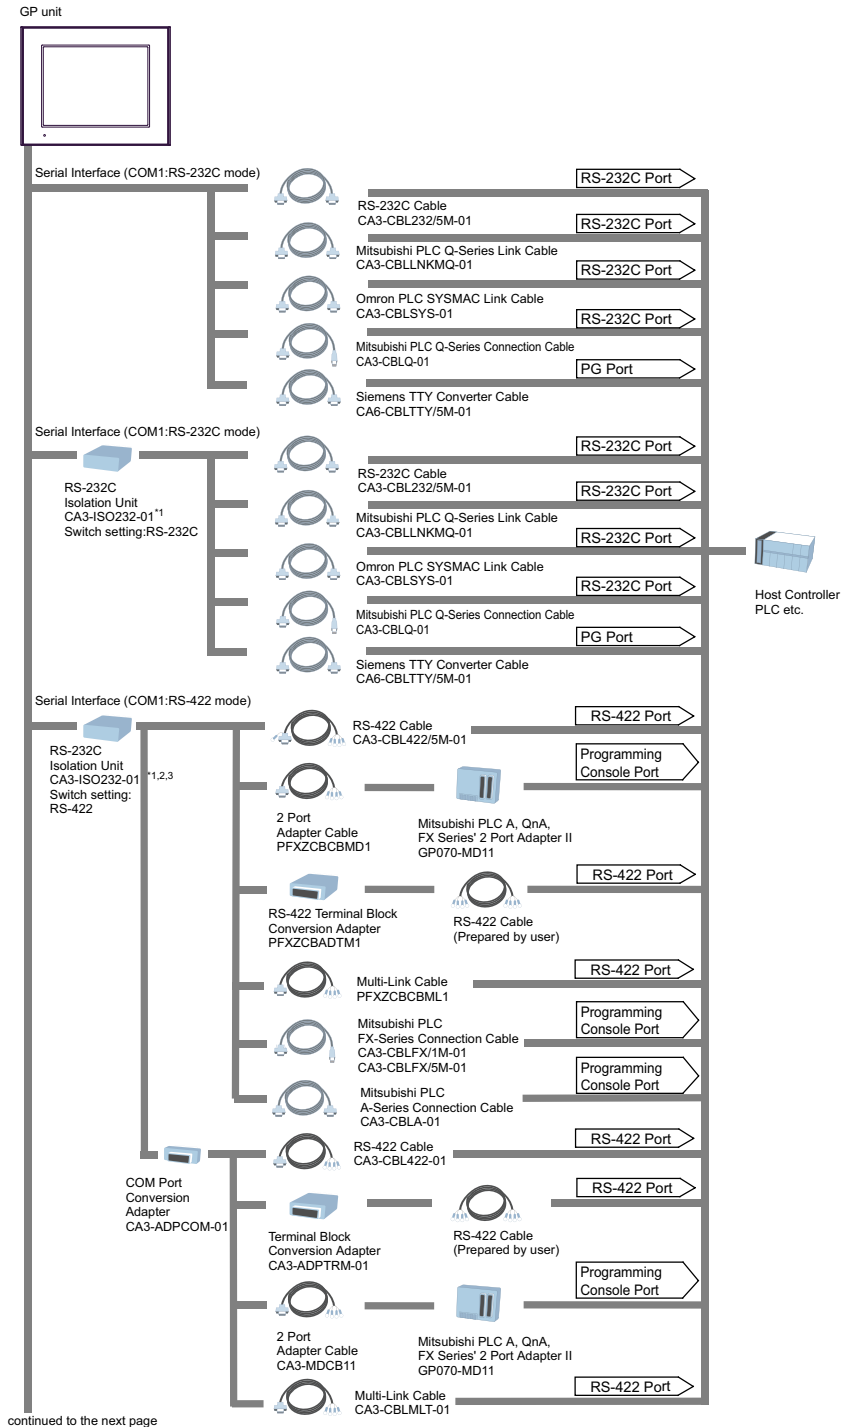 GP unit
Serial Interface (COM1:RS-232C mode)
RS-232C Port
RS-232C Cable
CA3-CBL232/5M-01
RS-232C Port
Mitsubishi PLC Q-Series Link Cable
CA3-CBLLNKMQ-01
RS-232C Port
Omron PLC SYSMAC Link Cable
CA3-CBLSYS-01
RS-232C Port
Mitsubishi PLC Q-Series Connection Cable
CA3-CBLQ-01
PG Port
Siemens TTY Converter Cable
CA6-CBLTTY/5M-01
Serial Interface (COM1:RS-232C mode)
RS-232C
Isolation Unit
CA3-ISO232-01*1
Switch setting:RS-232C
RS-232C Port
RS-232C Cable
CA3-CBL232/5M-01
RS-232C Port
Mitsubishi PLC Q-Series Link Cable
CA3-CBLLNKMQ-01
RS-232C Port
Omron PLC SYSMAC Link Cable
CA3-CBLSYS-01
RS-232C Port
Mitsubishi PLC Q-Series Connection Cable
CA3-CBLQ-01
PG Port
Siemens TTY Converter Cable
CA6-CBLTTY/5M-01
Host Controller
PLC etc.
Serial Interface (COM1:RS-422 mode)
RS-232C
Isolation Unit
CA3-ISO232-01*1,2,3
Switch setting:
RS-422
RS-422 Cable
CA3-CBL422/5M-01
RS-422 Port
2 Port
Adapter Cable
PFXZCBCBMD1
Mitsubishi PLC A, QnA,
FX Series' 2 Port Adapter II
GP070-MD11
Programming
Console Port
RS-422 Terminal Block
Conversion Adapter
PFXZCBADTM1
RS-422 Cable
(Prepared by user)
RS-422 Port
Multi-Link Cable
PFXZCBCBML1
RS-422 Port
Mitsubishi PLC
FX-Series Connection Cable
CA3-CBLFX/1M-01
CA3-CBLFX/5M-01
Programming
Console Port
Mitsubishi PLC
A-Series Connection Cable
CA3-CBLA-01
Programming
Console Port
COM Port
Conversion
Adapter
CA3-ADPCOM-01
RS-422 Cable
CA3-CBL422-01
RS-422 Port
Terminal Block
Conversion Adapter
CA3-ADPTRM-01
RS-422 Cable
(Prepared by user)
RS-422 Port
2 Port
Adapter Cable
CA3-MDCB11
Mitsubishi PLC A, QnA,
FX Series' 2 Port Adapter II
GP070-MD11
Programming
Console Port
Multi-Link Cable
CA3-CBLMLT-01
RS-422 Port
continued to the next page